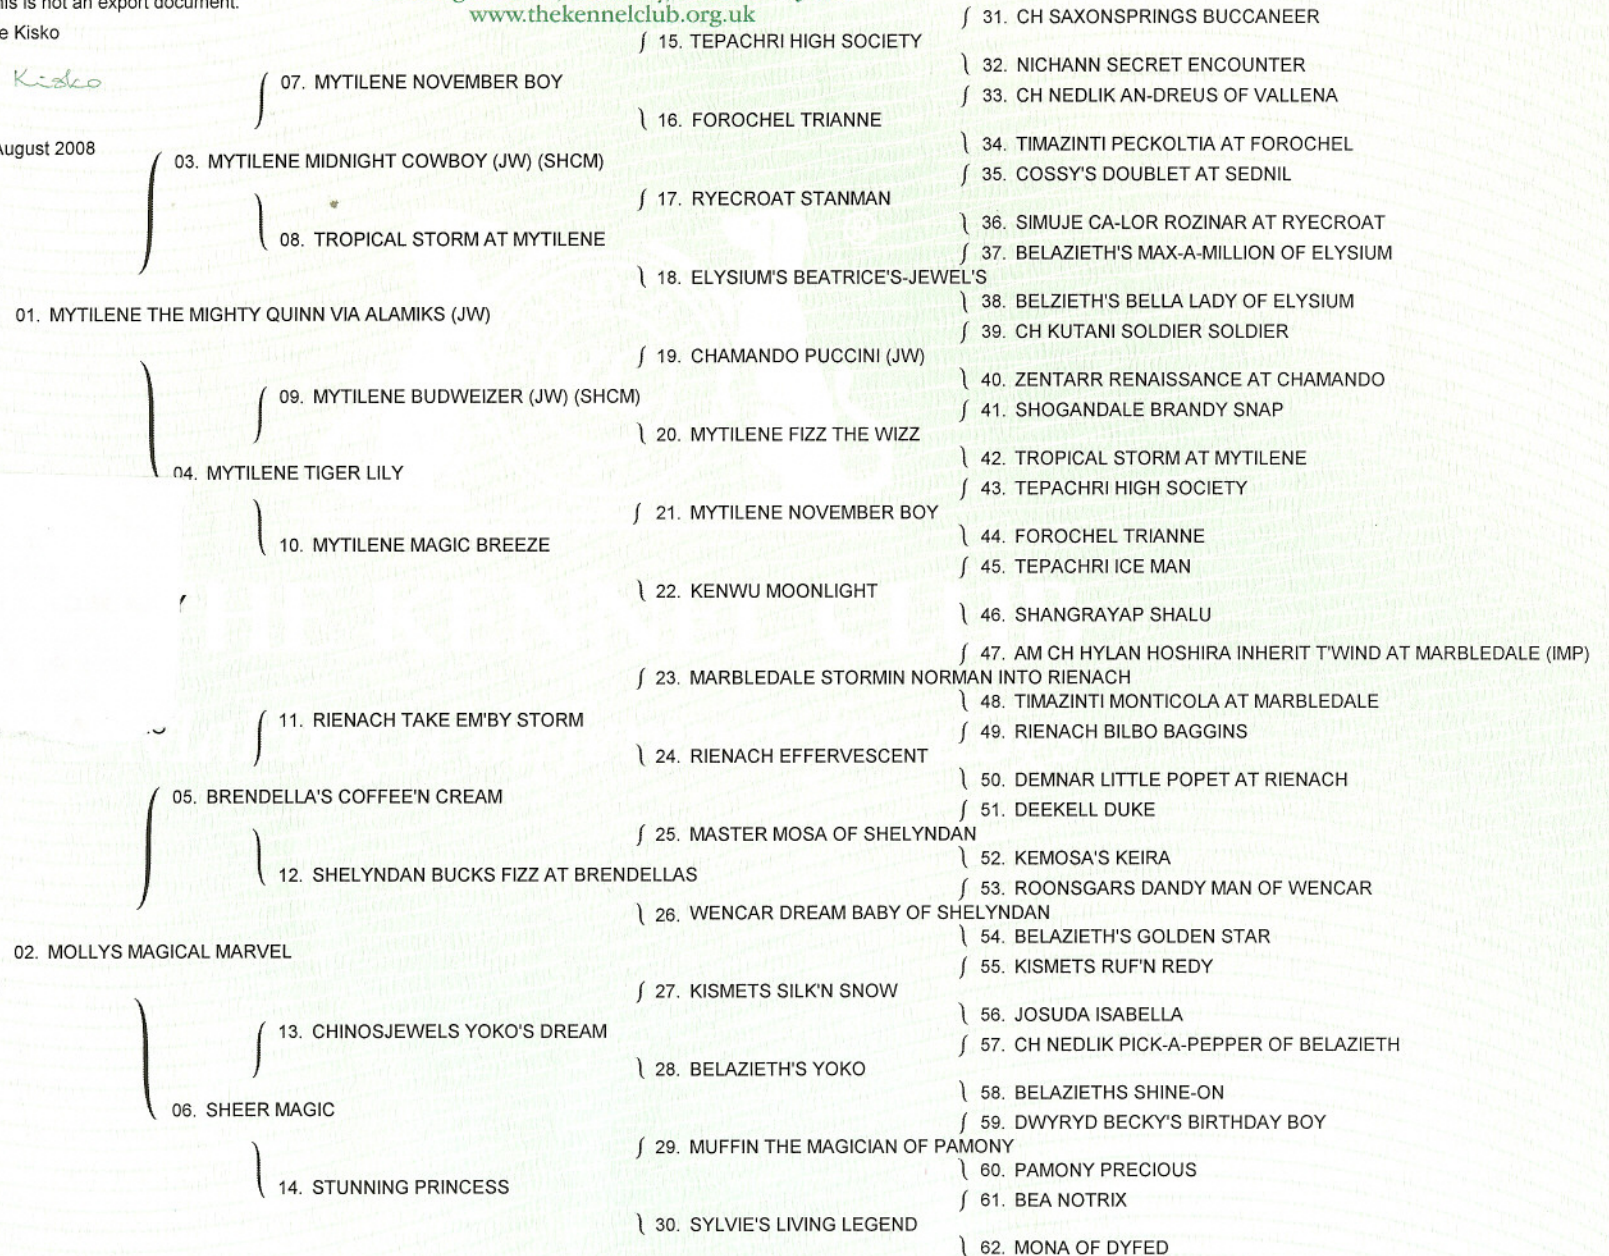 his is not an export document.
www.thekennelclub.org.uk
e Kisko
Kisko
August 2008
01. MYTILENE THE MIGHTY QUINN VIA ALAMIKS (JW)
02. MOLLYS MAGICAL MARVEL
03. MYTILENE MIDNIGHT COWBOY (JW) (SHCM)
04. MYTILENE TIGER LILY
05. BRENDELLA'S COFFEE'N CREAM
06. SHEER MAGIC
07. MYTILENE NOVEMBER BOY
08. TROPICAL STORM AT MYTILENE
09. MYTILENE BUDWEIZER (JW) (SHCM)
10. MYTILENE MAGIC BREEZE
11. RIENACH TAKE EM'BY STORM
12. SHELYNDAN BUCKS FIZZ AT BRENDELLAS
13. CHINOSJEWELS YOKO'S DREAM
14. STUNNING PRINCESS
15. TEPACHRI HIGH SOCIETY
16. FOROCHEL TRIANNE
17. RYECROAT STANMAN
18. ELYSIUM'S BEATRICE'S-JEWEL'S
19. CHAMANDO PUCCINI (JW)
20. MYTILENE FIZZ THE WIZZ
21. MYTILENE NOVEMBER BOY
22. KENWU MOONLIGHT
23. MARBLEDALE STORMIN NORMAN INTO RIENACH
24. RIENACH EFFERVESCENT
25. MASTER MOSA OF SHELYNDAN
26. WENCAR DREAM BABY OF SHELYNDAN
27. KISMETS SILK'N SNOW
28. BELAZIETH'S YOKO
29. MUFFIN THE MAGICIAN OF PAMONY
30. SYLVIE'S LIVING LEGEND
31. CH SAXONSPRINGS BUCCANEER
32. NICHANN SECRET ENCOUNTER
33. CH NEDLIK AN-DREUS OF VALLENA
34. TIMAZINTI PECKOLTIA AT FOROCHEL
35. COSSY'S DOUBLET AT SEDNIL
36. SIMUJE CA-LOR ROZINAR AT RYECROAT
37. BELAZIETH'S MAX-A-MILLION OF ELYSIUM
38. BELZIETH'S BELLA LADY OF ELYSIUM
39. CH KUTANI SOLDIER SOLDIER
40. ZENTARR RENAISSANCE AT CHAMANDO
41. SHOGANDALE BRANDY SNAP
42. TROPICAL STORM AT MYTILENE
43. TEPACHRI HIGH SOCIETY
44. FOROCHEL TRIANNE
45. TEPACHRI ICE MAN
46. SHANGRAYAP SHALU
47. AM CH HYLAN HOSHIRA INHERIT T'WIND AT MARBLEDALE (IMP)
48. TIMAZINTI MONTICOLA AT MARBLEDALE
49. RIENACH BILBO BAGGINS
50. DEMNAR LITTLE POPET AT RIENACH
51. DEEKELL DUKE
52. KEMOSA'S KEIRA
53. ROONSGARS DANDY MAN OF WENCAR
54. BELAZIETH'S GOLDEN STAR
55. KISMETS RUF'N REDY
56. JOSUDA ISABELLA
57. CH NEDLIK PICK-A-PEPPER OF BELAZIETH
58. BELAZIETHS SHINE-ON
59. DWYRYD BECKY'S BIRTHDAY BOY
60. PAMONY PRECIOUS
61. BEA NOTRIX
62. MONA OF DYFED